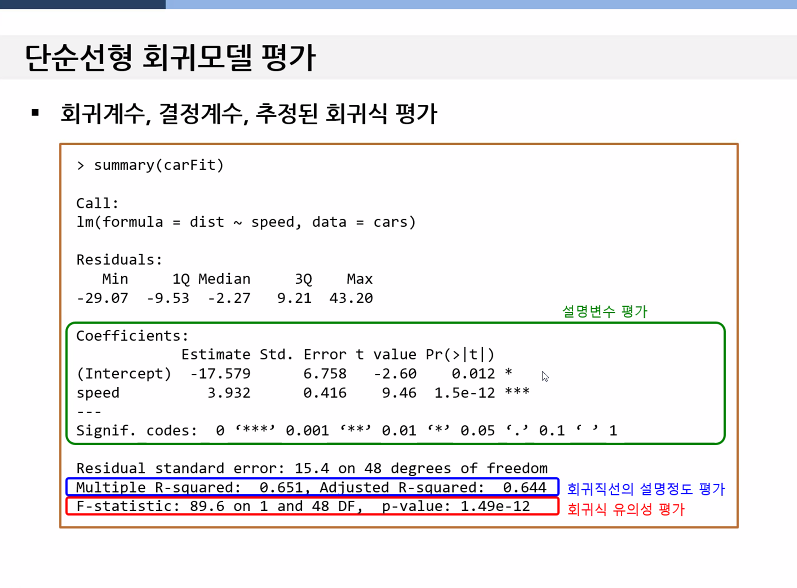 단순선형 회귀모델 평가
▪ 회귀계수, 결정계수, 추정된 회귀식 평가
> summary(carFit)
Call:
lm(formula = dist ~ speed, data = cars)
Residuals:
Min 1Q Median 3Q Max
-29.07 -9.53 -2.27 9.21 43.20
설명변수 평가
Coefficients:
Estimate Std. Error t value Pr(>|t|)
(Intercept) -17.579 6.758 -2.60 0.012 *
speed 3.932 0.416 9.46 1.5e-12 ***
---
Signif. codes: 0 ‘***’ 0.001 ‘**’ 0.01 ‘*’ 0.05 ‘.’ 0.1 ‘ ’ 1
Residual standard error: 15.4 on 48 degrees of freedom
Multiple R-squared: 0.651, Adjusted R-squared: 0.644 회귀직선의 설명정도 평가
F-statistic: 89.6 on 1 and 48 DF, p-value: 1.49e-12 회귀식 유의성 평가